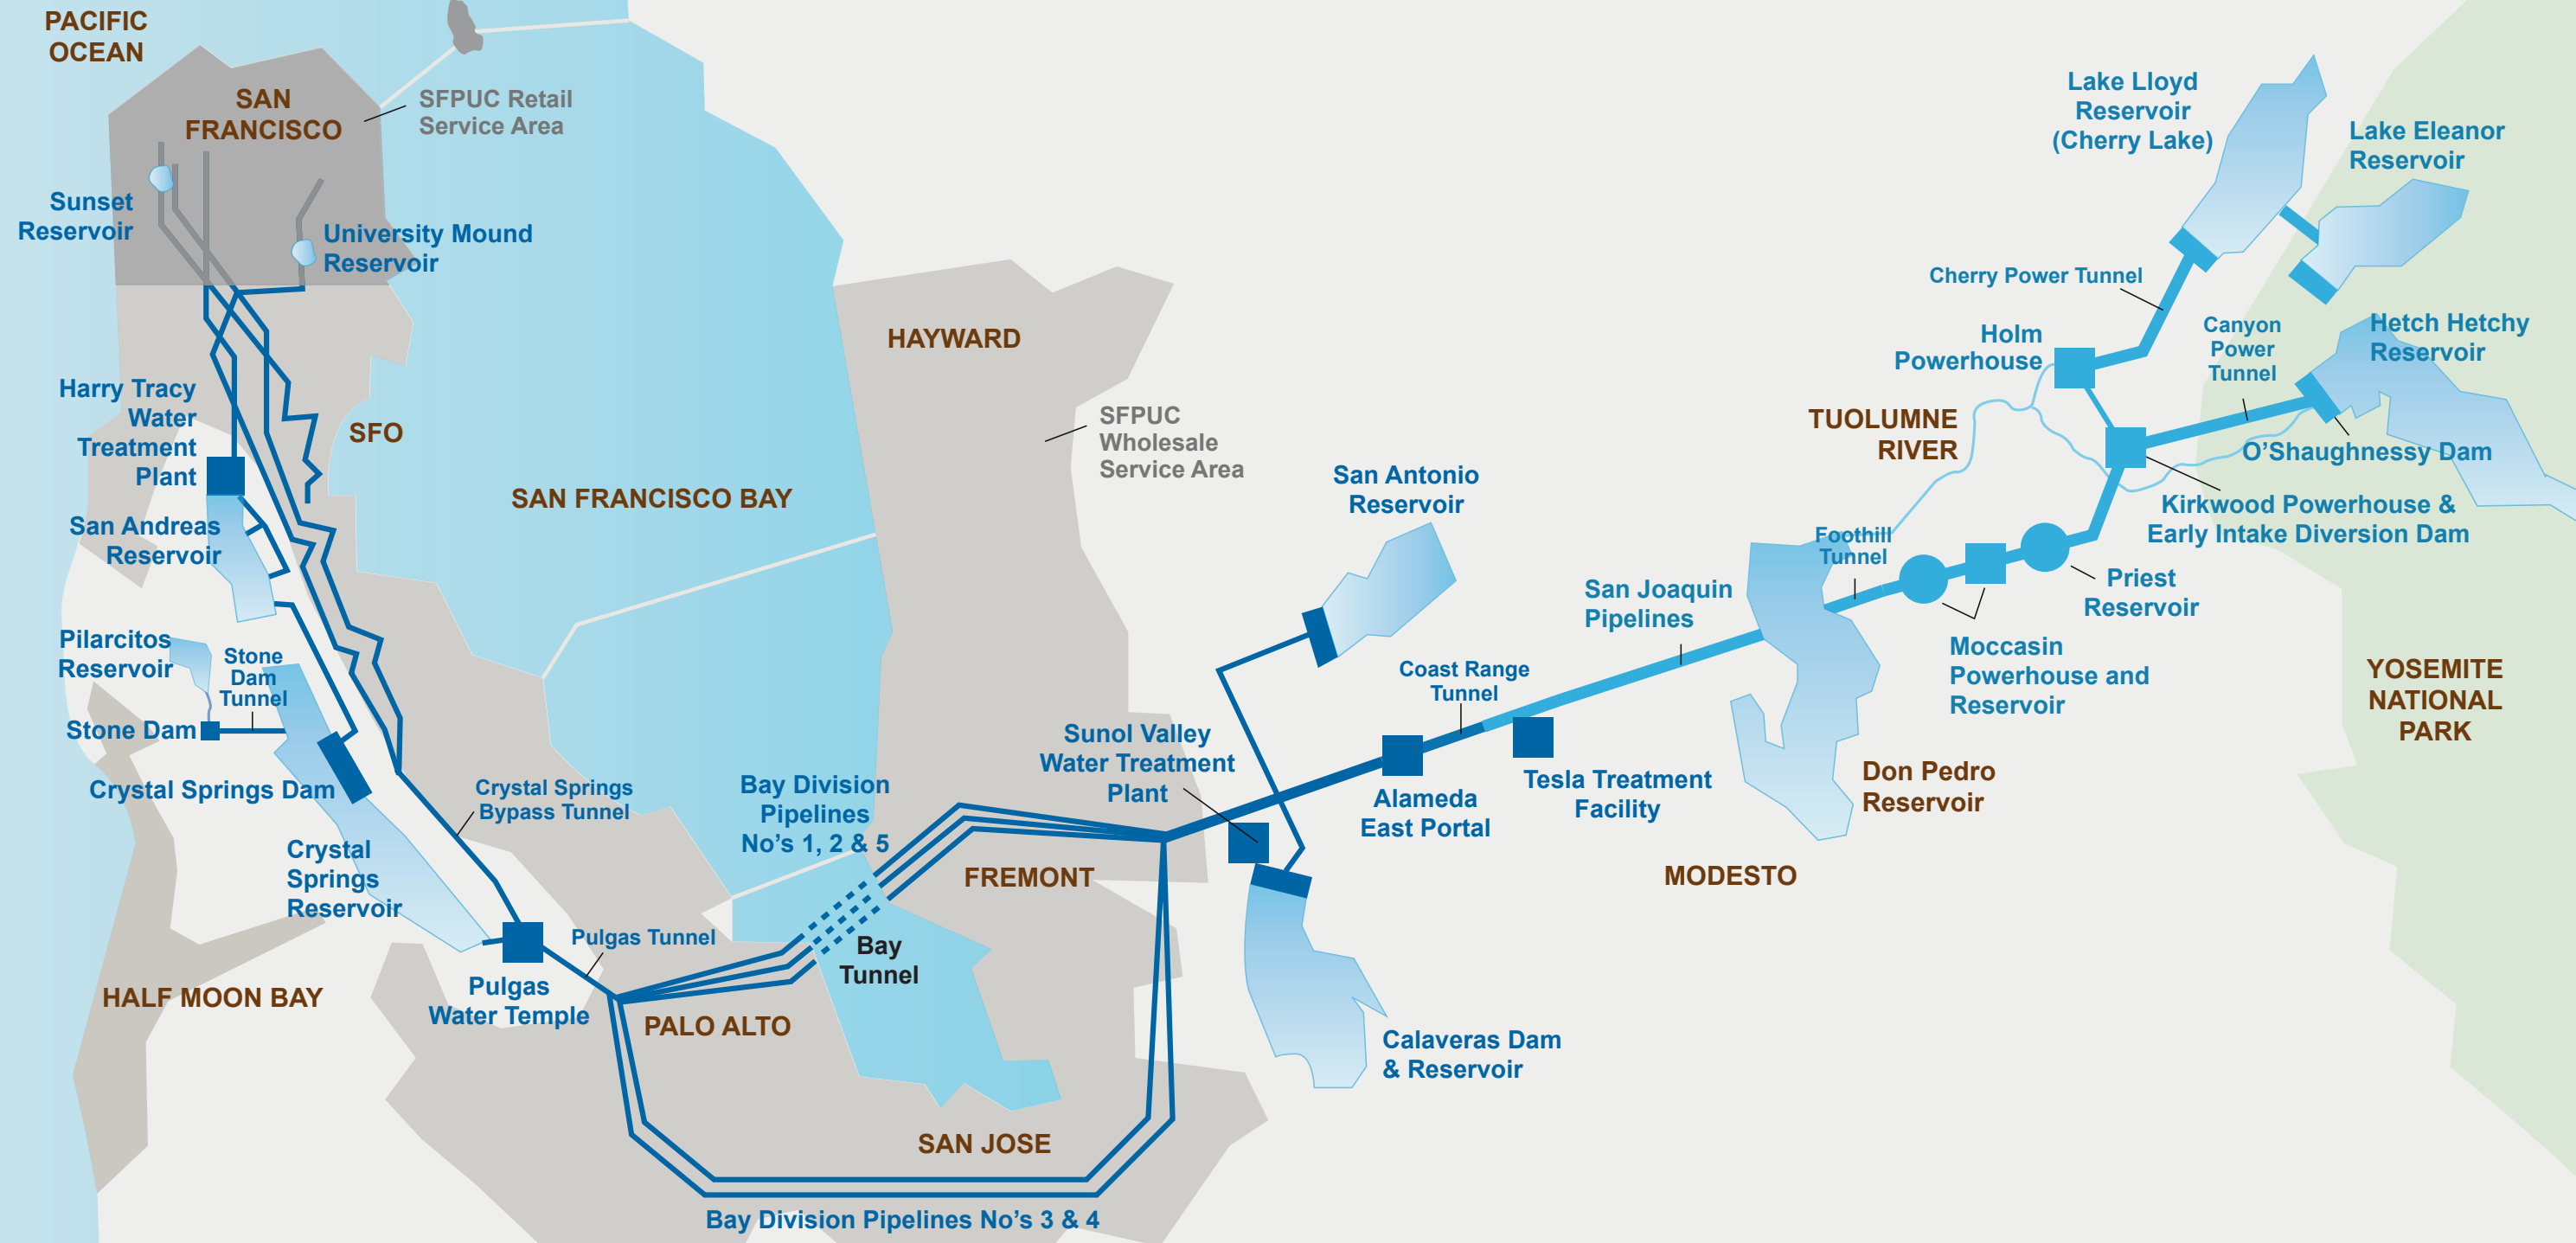 PACIFIC
OCEAN
SAN
FRANCISCO
SFPUC Retail
Service Area
Sunset
Reservoir
University Mound
Reservoir
Harry Tracy
Water
Treatment
Plant
SFO
San Andreas
Reservoir
Pilarcitos
Reservoir
Stone
Dam
Tunnel
Stone Dam
Crystal Springs Dam
Crystal
Springs
Reservoir
Crystal Springs
Bypass Tunnel
HALF MOON BAY
Pulgas
Water Temple
Pulgas Tunnel
PALO ALTO
SAN FRANCISCO BAY
Bay Division
Pipelines
No’s 1, 2 & 5
Bay
Tunnel
HAYWARD
SFPUC
Wholesale
Service Area
FREMONT
SAN JOSE
Bay Division Pipelines No’s 3 & 4
San Antonio
Reservoir
Sunol Valley
Water Treatment
Plant
Calaveras Dam
& Reservoir
Coast Range
Tunnel
Alameda
East Portal
Tesla Treatment
Facility
San Joaquin
Pipelines
MODESTO
Don Pedro
Reservoir
Foothill
Tunnel
Moccasin
Powerhouse and
Reservoir
Priest
Reservoir
TUOLUMNE
RIVER
Holm
Powerhouse
Cherry Power Tunnel
Lake Lloyd
Reservoir
(Cherry Lake)
Lake Eleanor
Reservoir
Canyon
Power
Tunnel
Hetch Hetchy
Reservoir
O’Shaughnessy Dam
Kirkwood Powerhouse &
Early Intake Diversion Dam
YOSEMITE
NATIONAL
PARK